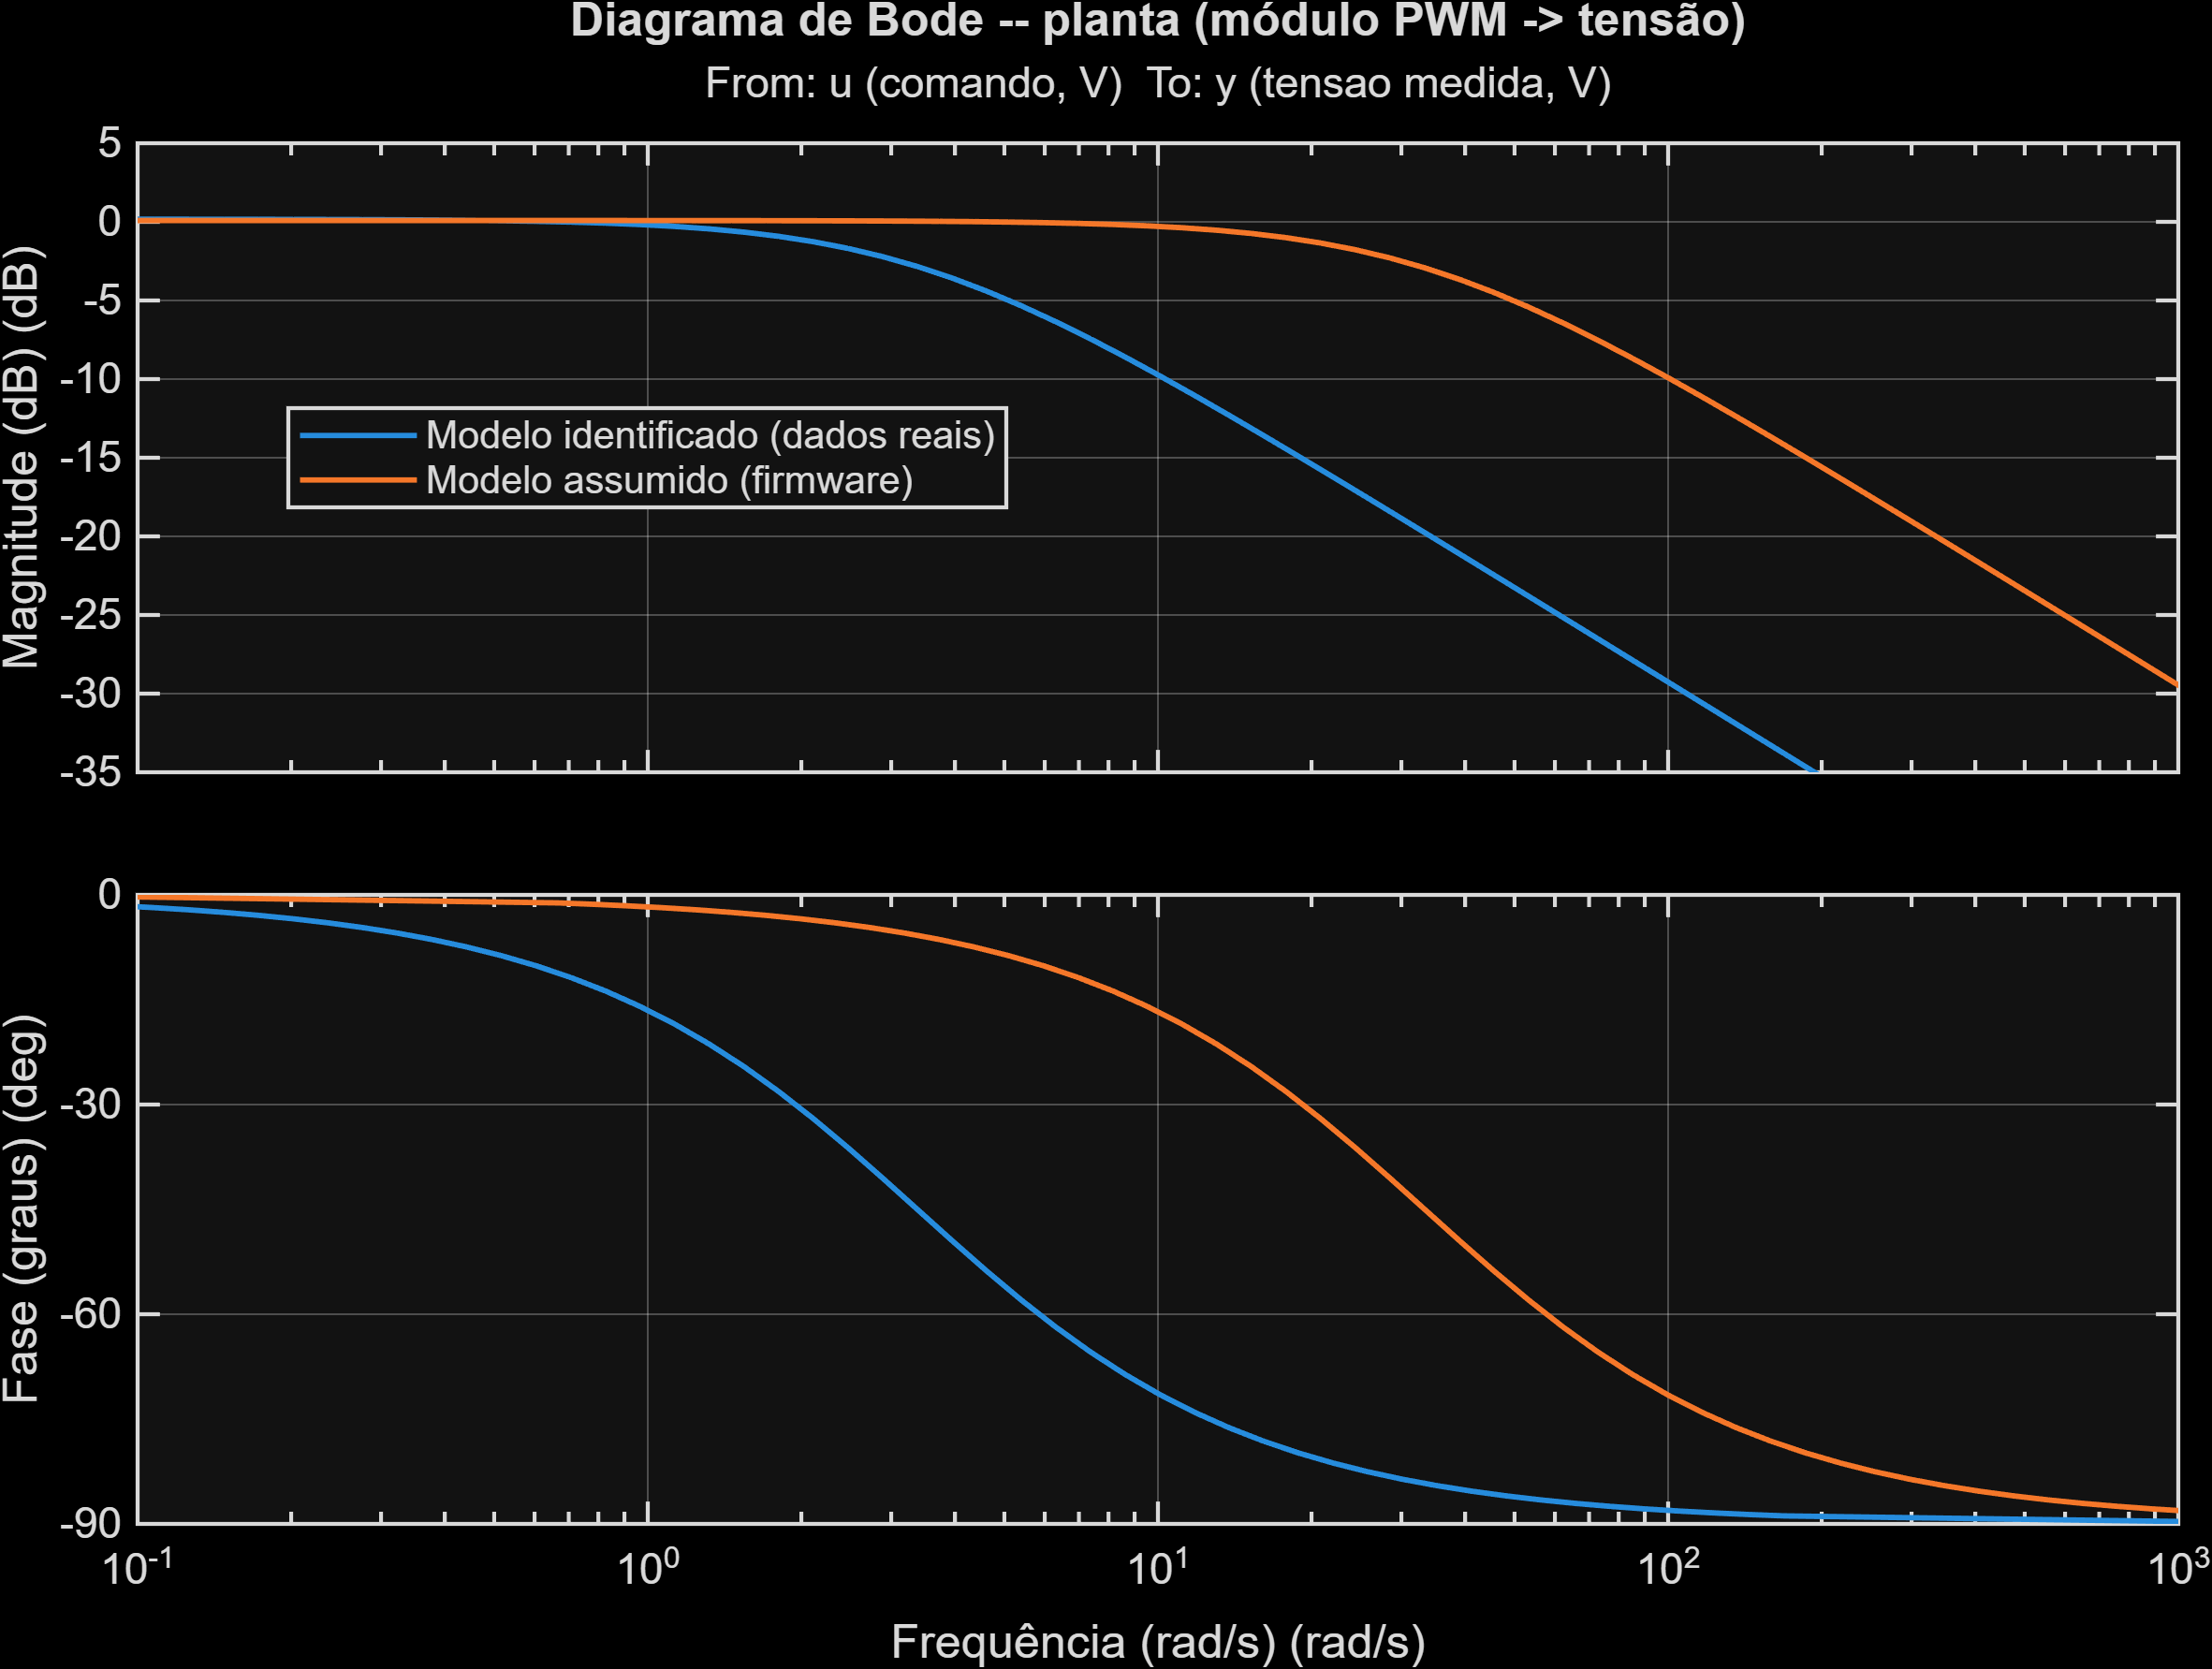 Diagrama de Bode -- planta (módulo PWM -> tensão)
From: u (comando, V)  To: y (tensao medida, V)
Magnitude (dB) (dB)
5
0
-5
-10
-15
-20
-25
-30
-35
Modelo identificado (dados reais)
Modelo assumido (firmware)
Fase (graus) (deg)
0
-30
-60
-90
10⁻¹ 10⁰ 10¹ 10² 10³
Frequência (rad/s) (rad/s)